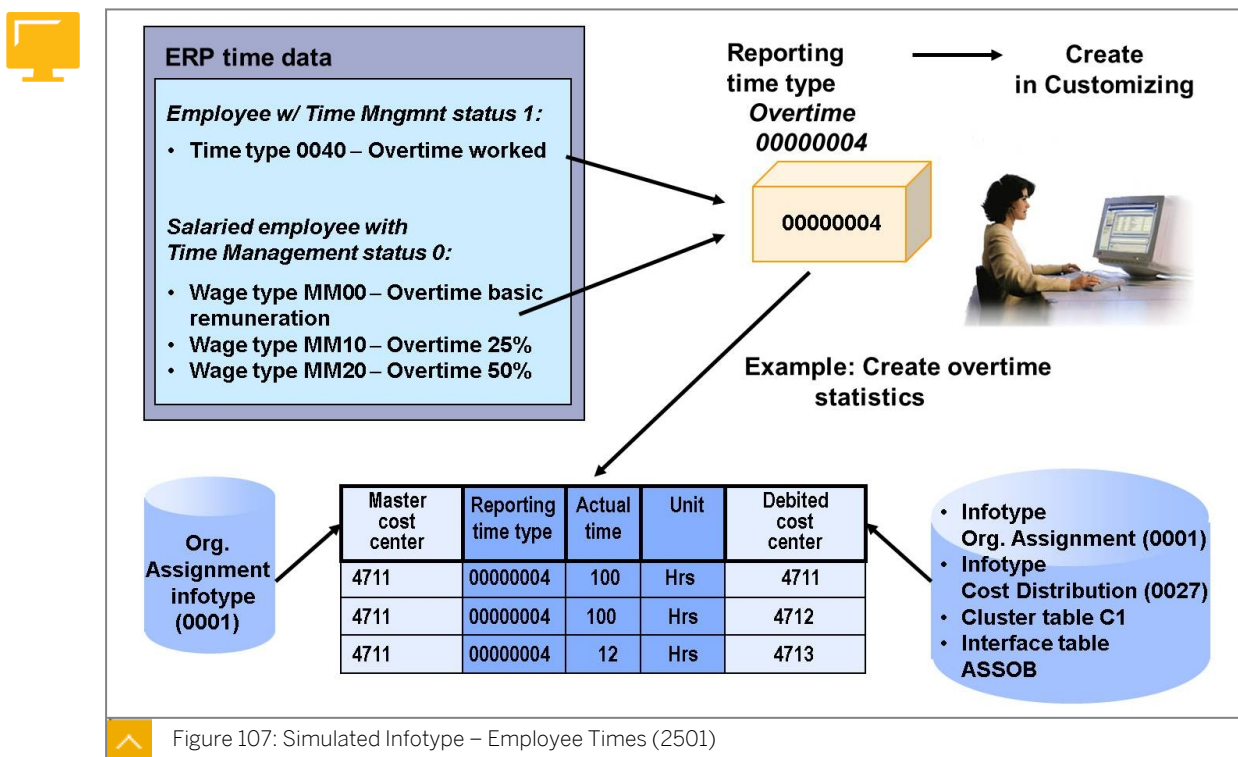 ERP time data
Employee w/ Time Mngmnt status 1:
• Time type 0040 – Overtime worked
Salaried employee with
Time Management status 0:
• Wage type MM00 – Overtime basic
remuneration
• Wage type MM10 – Overtime 25%
• Wage type MM20 – Overtime 50%
Reporting
time type
Overtime
00000004
00000004
Create
in Customizing
Example: Create overtime
statistics
Org.
Assignment
infotype
(0001)
Master cost center | Reporting time type | Actual time | Unit | Debited cost center
4711 | 00000004 | 100 | Hrs | 4711
4711 | 00000004 | 100 | Hrs | 4712
4711 | 00000004 | 12 | Hrs | 4713
• Infotype
Org. Assignment (0001)
• Infotype
Cost Distribution (0027)
• Cluster table C1
• Interface table
ASSOB
Figure 107: Simulated Infotype – Employee Times (2501)